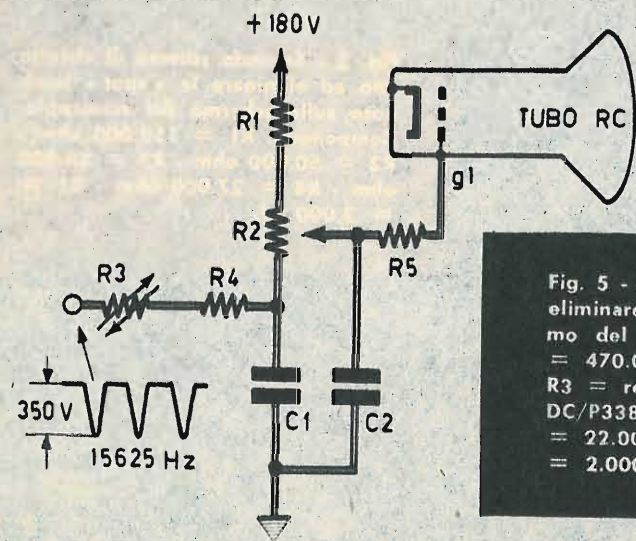 + 180V
R1
TUBO RC
g1
R2
R5
R3
R4
350 V
15625 Hz
C1
C2
Fig. 5 -
eliminare
mo del
= 470.0
R3 = re
DC/P338
= 22.00
= 2.000